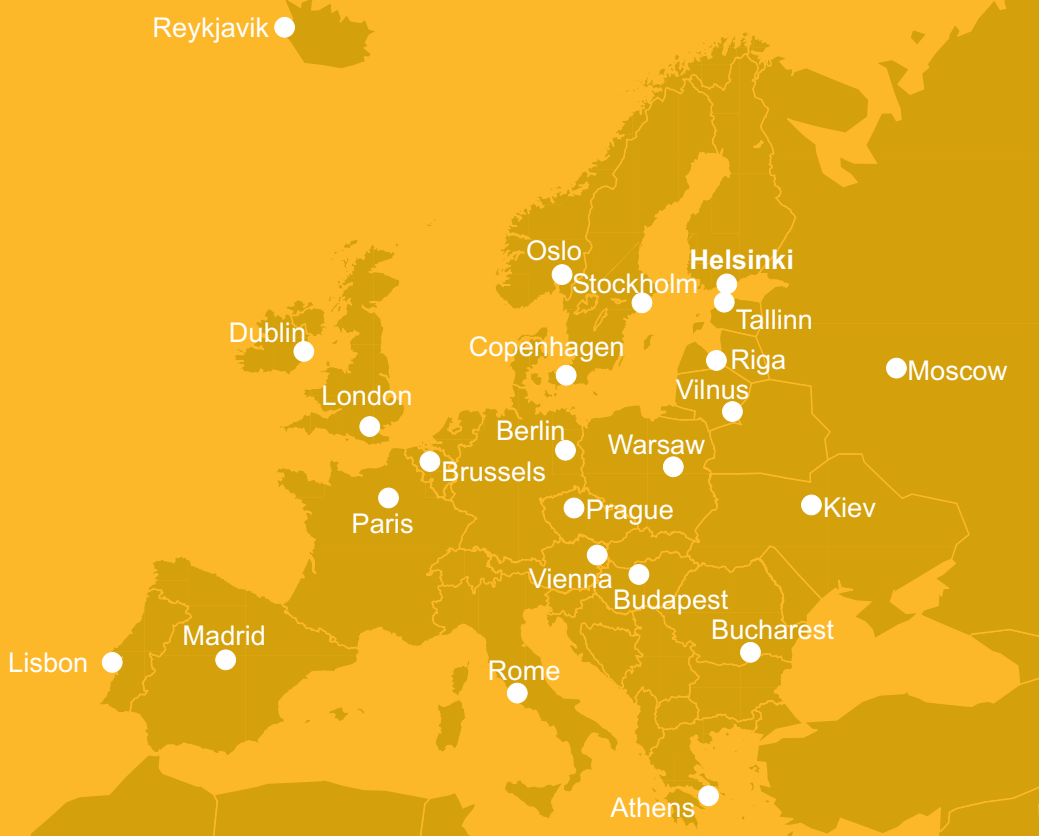 Reykjavik
Oslo
Helsinki
Stockholm
Tallinn
Dublin
Copenhagen
Riga
Moscow
Vilnus
London
Berlin
Warsaw
Brussels
Kiev
Prague
Paris
Vienna
Budapest
Bucharest
Madrid
Lisbon
Rome
Athens